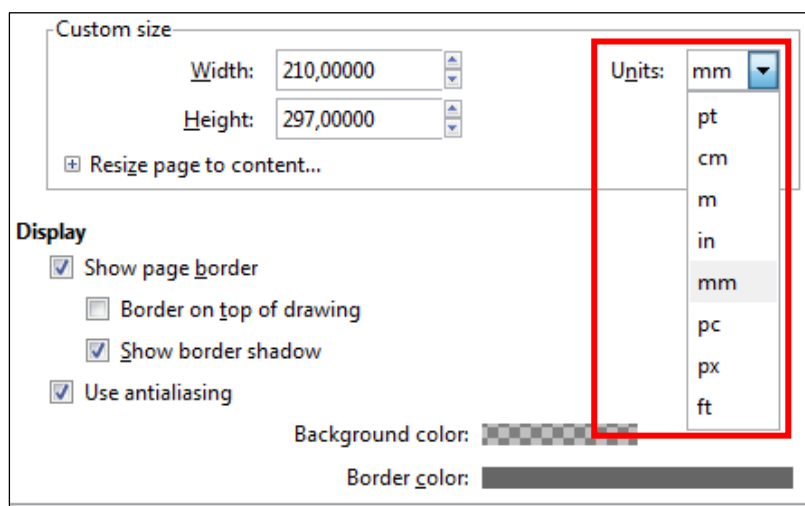 Custom size
Width: 210,00000 Units: mm
Height: 297,00000 pt
Resize page to content... cm
m
Display in
Show page border mm
Border on top of drawing pc
Show border shadow px
Use antialiasing ft
Background color:
Border color: